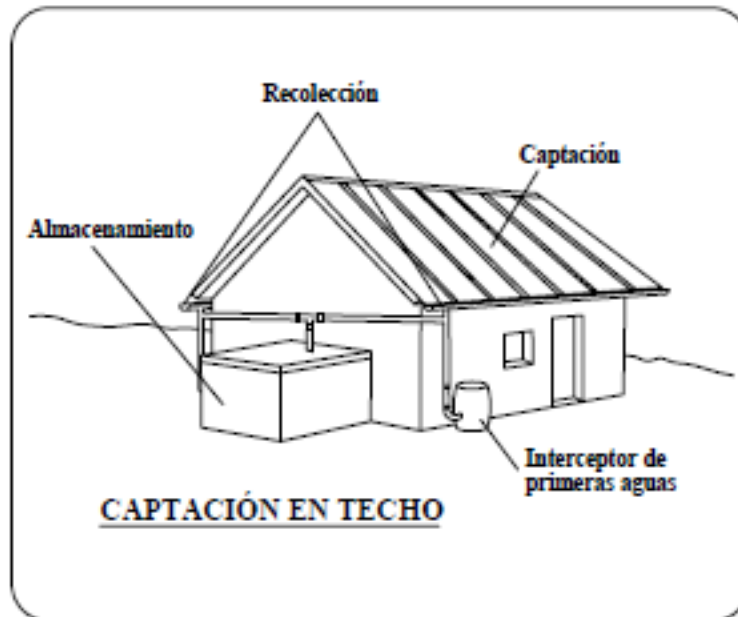 Recolección
Captación
Almacenamiento
Interceptor de
primeras aguas
CAPTACIÓN EN TECHO